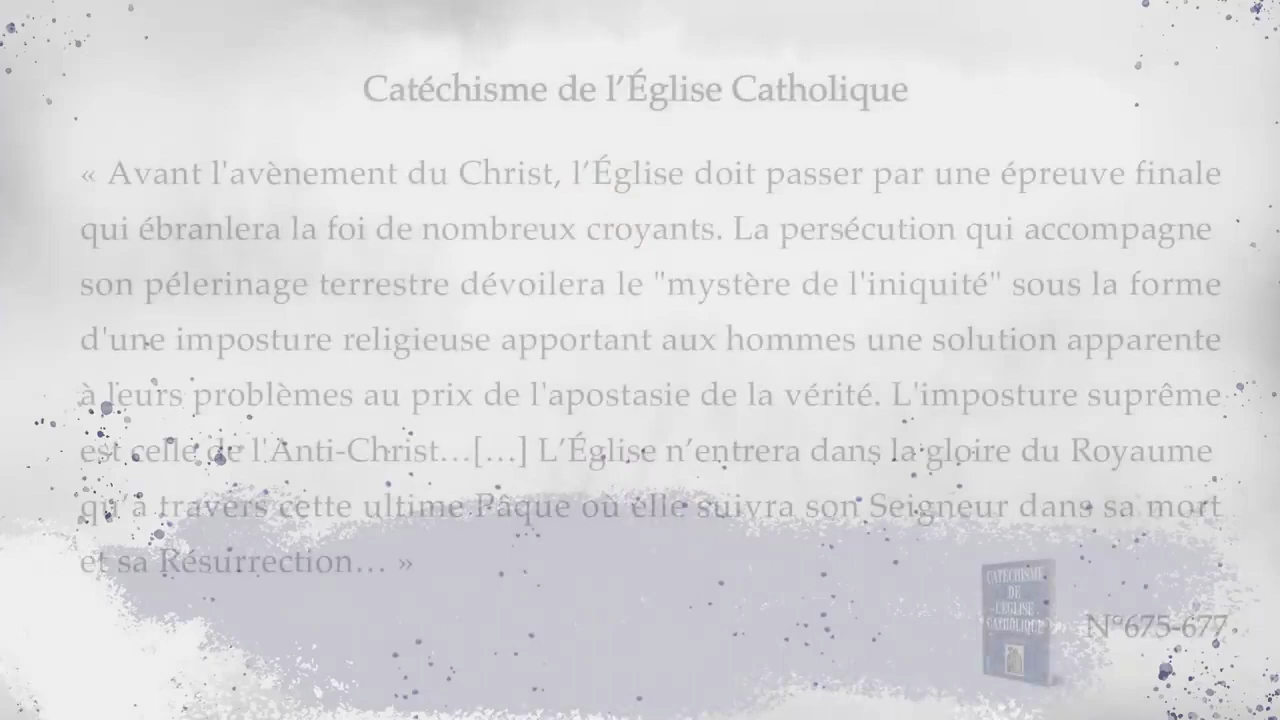 Catéchisme de l’Église Catholique
« Avant l'avènement du Christ, l’Église doit passer par une épreuve finale
qui ébranlera la foi de nombreux croyants. La persécution qui accompagne
son pélerinage terrestre dévoilera le "mystère de l'iniquité" sous la forme
d'une imposture religieuse apportant aux hommes une solution apparente
à leurs problèmes au prix de l'apostasie de la vérité. L'imposture suprême
est celle de l'Anti-Christ…[…] L’Église n’entrera dans la gloire du Royaume
qu’à travers cette ultime Pâque où elle suivra son Seigneur dans sa mort
et sa Résurrection… »
CATÉCHISME
DE
L'ÉGLISE
CATHOLIQUE
N°675-677